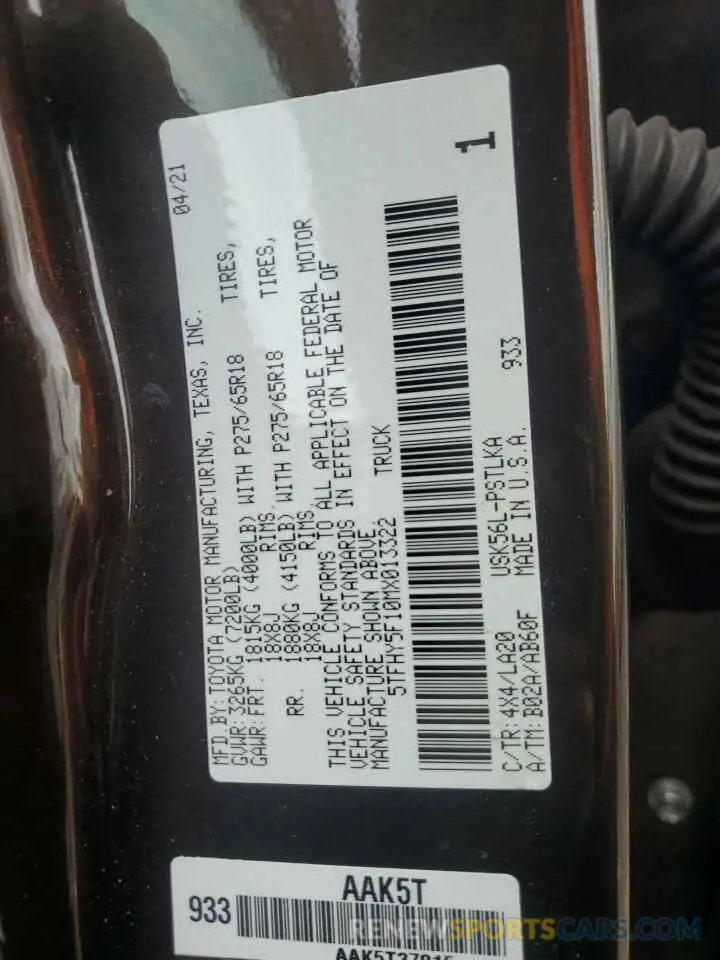 MFD.BY:TOYOTA MOTOR MANUFACTURING, TEXAS, INC. 04/21
GVWR:3265KG (7200LB)
GAWR:FRT. 1815KG (4000LB) WITH P275/65R18 TIRES,
18X8J RIMS.
RR. 1880KG (4150LB) WITH P275/65R18 TIRES,
18X8J RIMS.
THIS VEHICLE CONFORMS TO ALL APPLICABLE FEDERAL MOTOR
VEHICLE SAFETY STANDARDS IN EFFECT ON THE DATE OF
MANUFACTURE SHOWN ABOVE.
5TFHY5F10MX013322 TRUCK
1
C/TR:4X4/LA20 USK56L-PSTLKA 933
A/TM:B02A/AB60F MADE IN U.S.A.
AAK5T
933
RENEWSPORTSCARS.COM